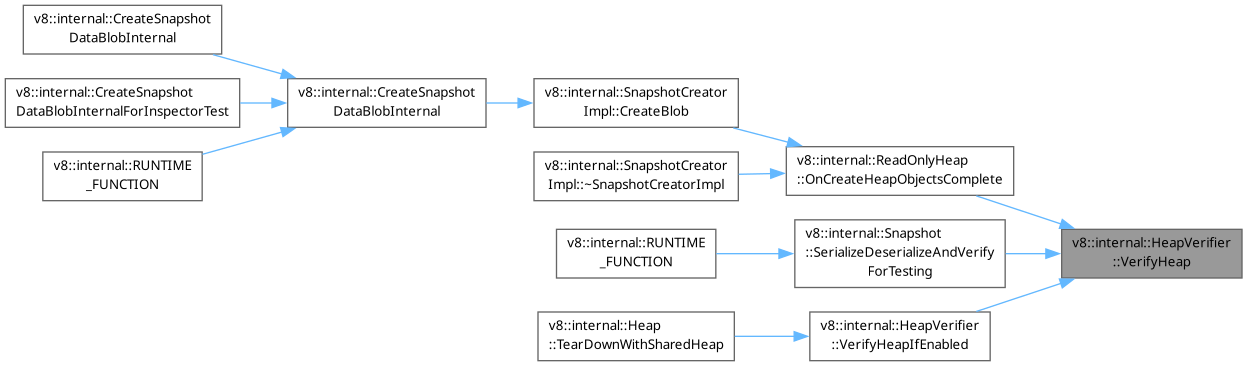 v8::internal::CreateSnapshot
DataBlobInternal
v8::internal::CreateSnapshot
DataBlobInternalForInspectorTest
v8::internal::RUNTIME
_FUNCTION
v8::internal::CreateSnapshot
DataBlobInternal
v8::internal::SnapshotCreator
Impl::CreateBlob
v8::internal::SnapshotCreator
Impl::~SnapshotCreatorImpl
v8::internal::RUNTIME
_FUNCTION
v8::internal::Heap
::TearDownWithSharedHeap
v8::internal::ReadOnlyHeap
::OnCreateHeapObjectsComplete
v8::internal::Snapshot
::SerializeDeserializeAndVerify
ForTesting
v8::internal::HeapVerifier
::VerifyHeapIfEnabled
v8::internal::HeapVerifier
::VerifyHeap